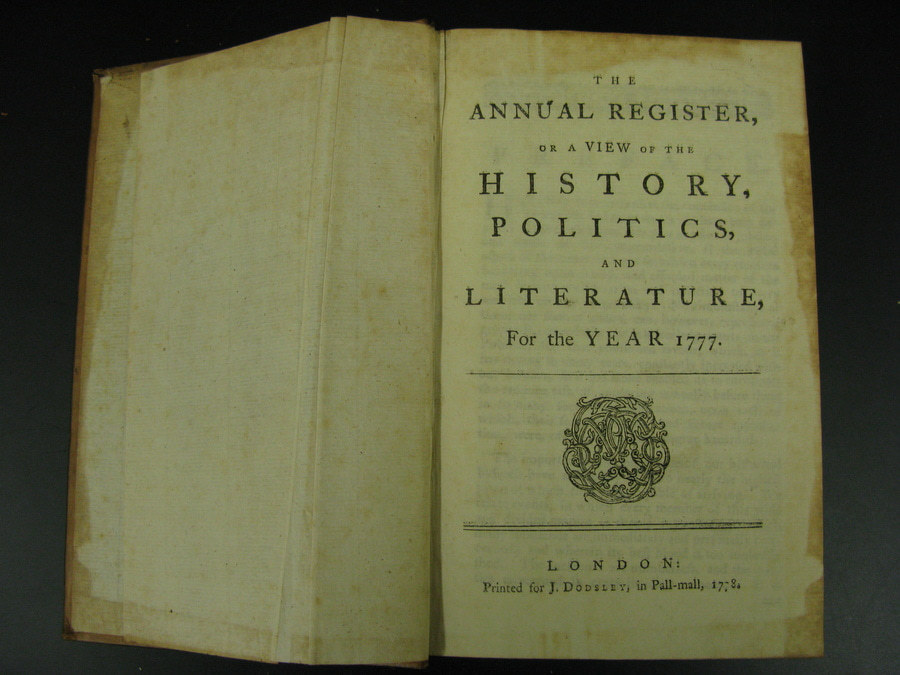 THE
ANNUAL REGISTER,
OR A VIEW OF THE
HISTORY,
POLITICS,
AND
LITERATURE,
For the YEAR 1777.
LONDON:
Printed for J. DODSLEY, in Pall-mall, 1778.